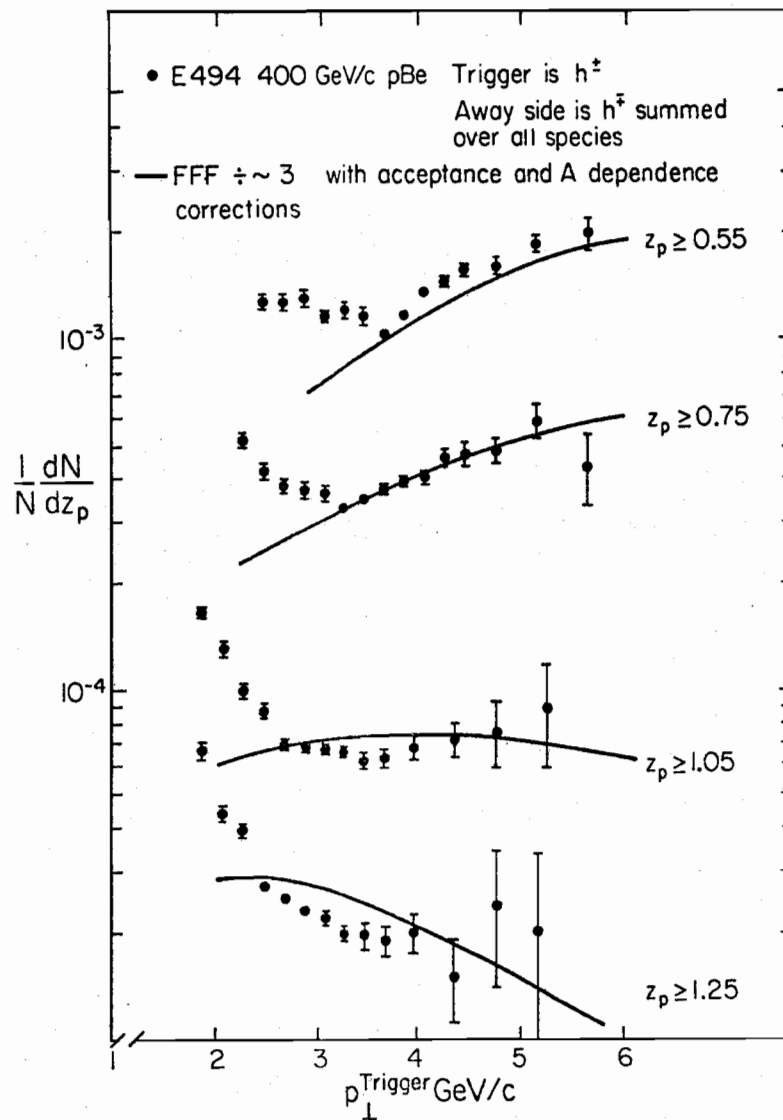 • E494 400 GeV/c pBe Trigger is h±
Away side is h∓ summed
over all species
— FFF ÷ ~ 3 with acceptance and A dependence
corrections
z_p ≥ 0.55
10⁻³
z_p ≥ 0.75
1/N dN/dz_p
10⁻⁴
z_p ≥ 1.05
z_p ≥ 1.25
1 2 3 4 5 6
p⊥^Trigger GeV/c